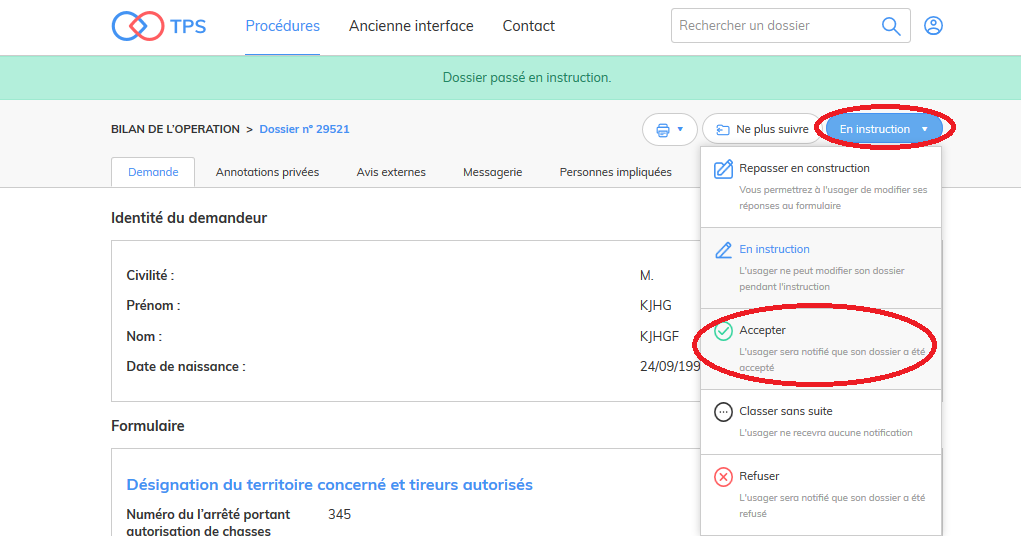 TPS
Procédures
Ancienne interface
Contact
Rechercher un dossier
Dossier passé en instruction.
BILAN DE L'OPERATION > Dossier n° 29521
Ne plus suivre
En instruction
Demande
Annotations privées
Avis externes
Messagerie
Personnes impliquées
Repasser en construction
Vous permettrez à l'usager de modifier ses
réponses au formulaire
En instruction
L'usager ne peut modifier son dossier
pendant l'instruction
Accepter
L'usager sera notifié que son dossier a été
accepté
Classer sans suite
L'usager ne recevra aucune notification
Refuser
L'usager sera notifié que son dossier a été
refusé
Identité du demandeur
Civilité : M.
Prénom : KJHG
Nom : KJHGF
Date de naissance : 24/09/199
Formulaire
Désignation du territoire concerné et tireurs autorisés
Numéro du l'arrêté portant 345
autorisation de chasses